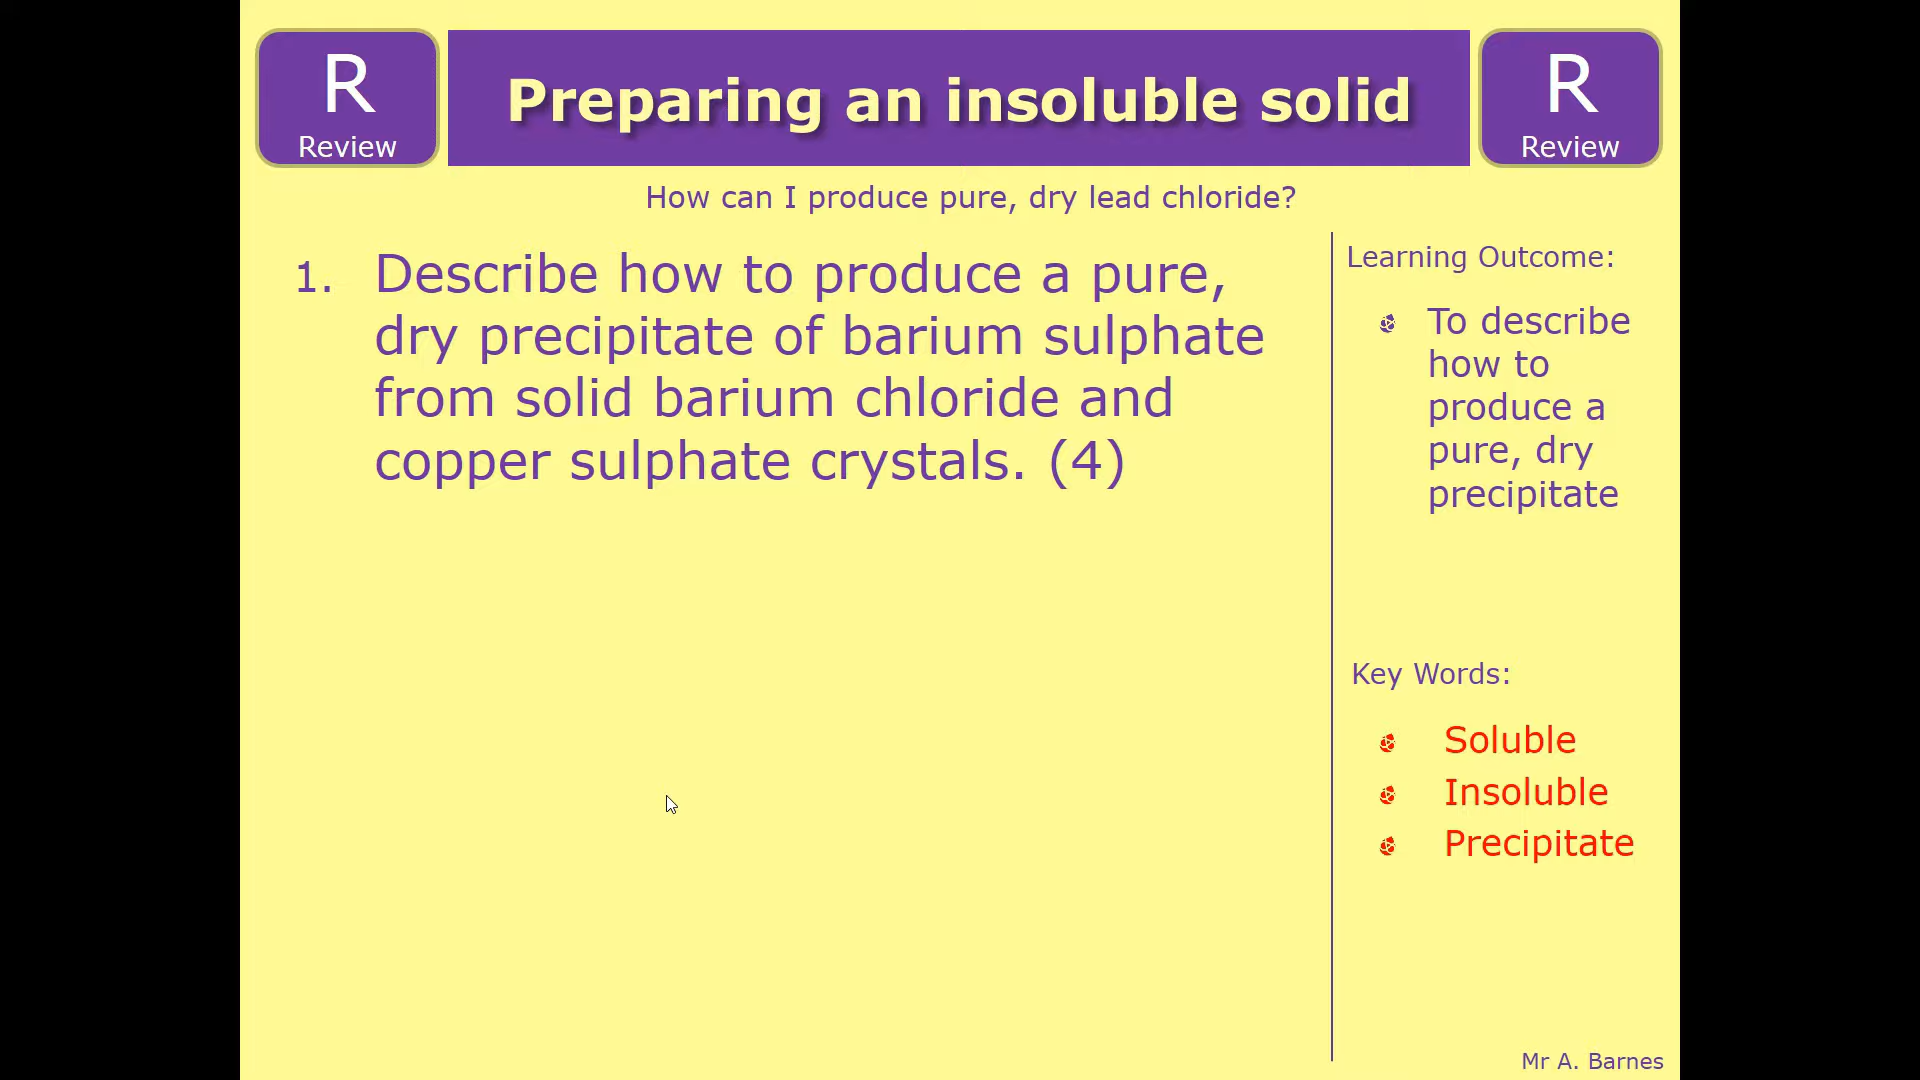 R
Review
Preparing an insoluble solid
R
Review
How can I produce pure, dry lead chloride?
1. Describe how to produce a pure,
dry precipitate of barium sulphate
from solid barium chloride and
copper sulphate crystals. (4)
Learning Outcome:
To describe
how to
produce a
pure, dry
precipitate
Key Words:
Soluble
Insoluble
Precipitate
Mr A. Barnes